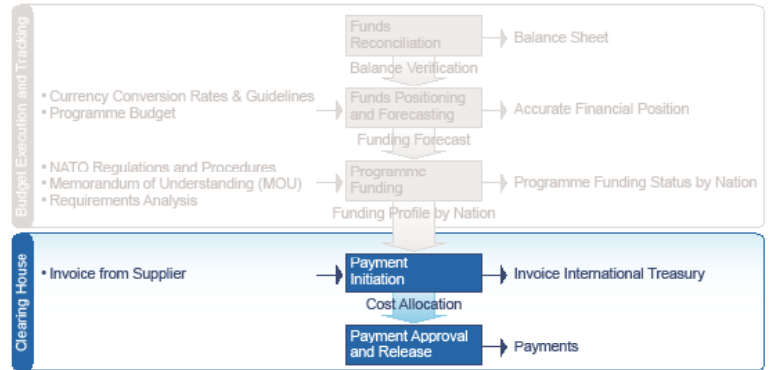 Budget Execution and Tracking
Funds
Reconciliation
Balance Sheet
Balance Verification
• Currency Conversion Rates & Guidelines
• Programme Budget
Funds Positioning
and Forecasting
Accurate Financial Position
Funding Forecast
• NATO Regulations and Procedures
• Memorandum of Understanding (MOU)
• Requirements Analysis
Programme
Funding
Programme Funding Status by Nation
Funding Profile by Nation
Clearing House
• Invoice from Supplier
Payment
Initiation
Invoice International Treasury
Cost Allocation
Payment Approval
and Release
Payments